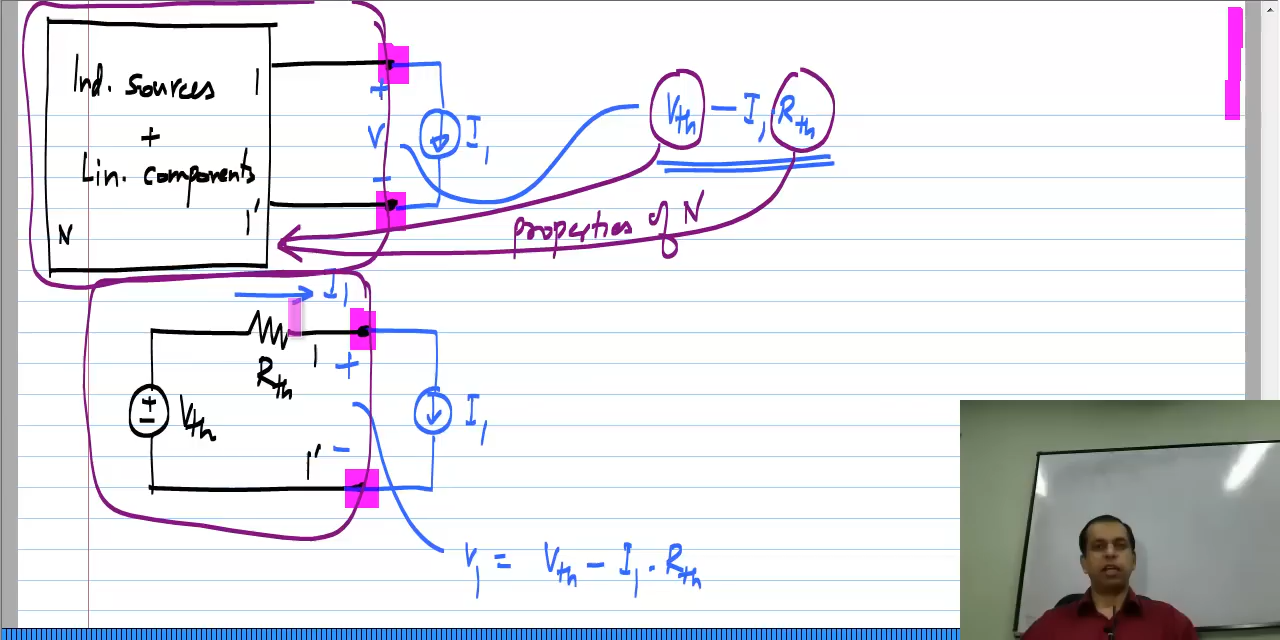 Ind. sources 1
+
Lin. components
N 1'
+
V
-
I₁
Vth - I₁ Rth
properties of N
I₁
Rth
1
+
+
-
Vth
1'
-
I₁
V₁ = Vth - I₁ . Rth